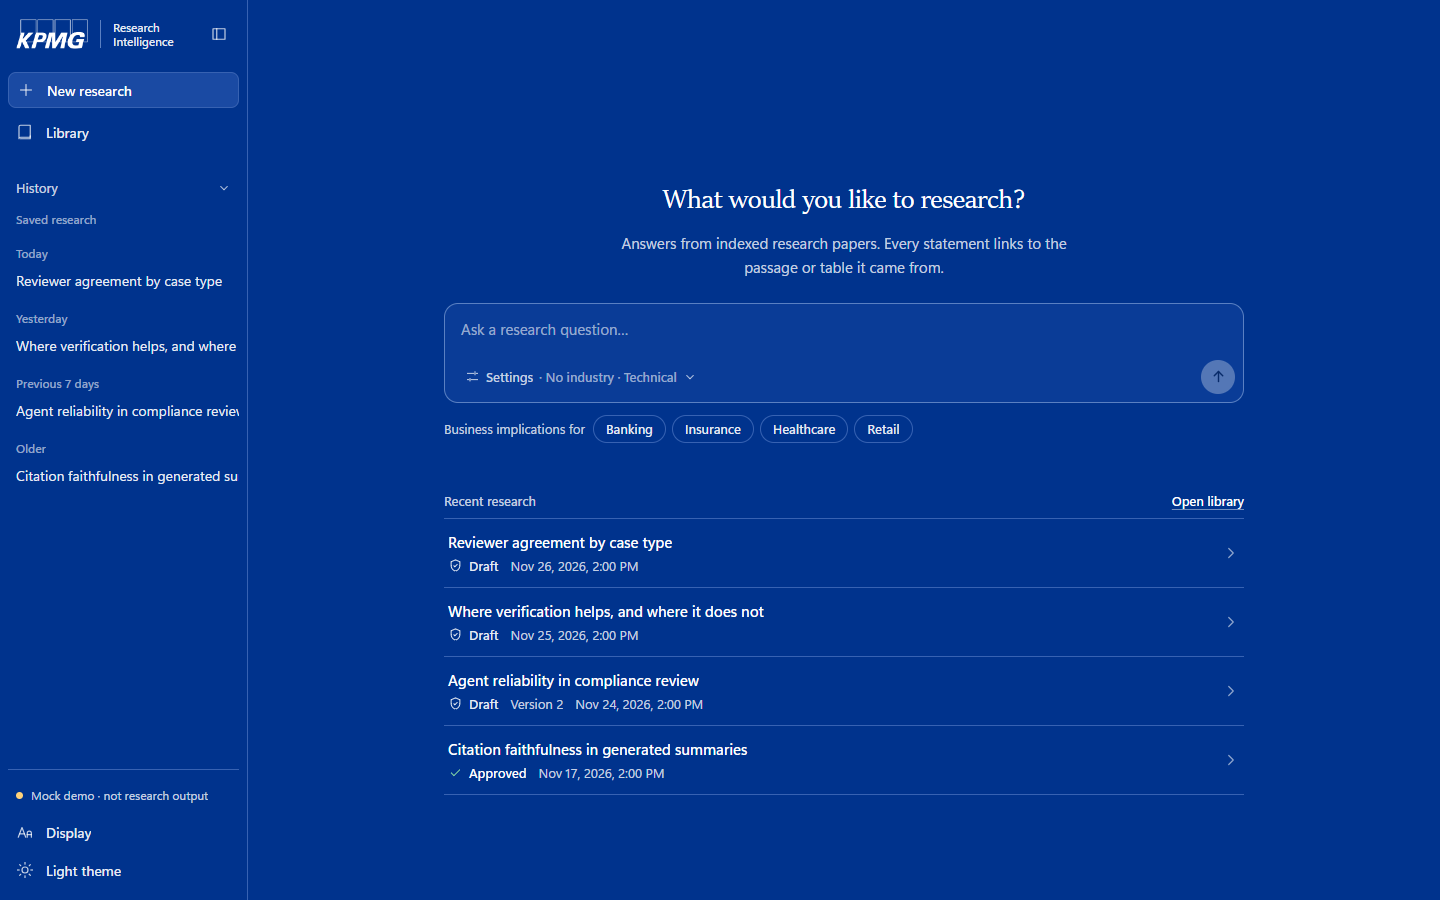 KPMG
Research
Intelligence
New research
Library
History
Saved research
Today
Reviewer agreement by case type
Yesterday
Where verification helps, and where
Previous 7 days
Agent reliability in compliance review
Older
Citation faithfulness in generated su
Mock demo · not research output
Display
Light theme
What would you like to research?
Answers from indexed research papers. Every statement links to the
passage or table it came from.
Ask a research question...
Settings · No industry · Technical
Business implications for Banking Insurance Healthcare Retail
Recent research Open library
Reviewer agreement by case type
Draft Nov 26, 2026, 2:00 PM
Where verification helps, and where it does not
Draft Nov 25, 2026, 2:00 PM
Agent reliability in compliance review
Draft Version 2 Nov 24, 2026, 2:00 PM
Citation faithfulness in generated summaries
Approved Nov 17, 2026, 2:00 PM